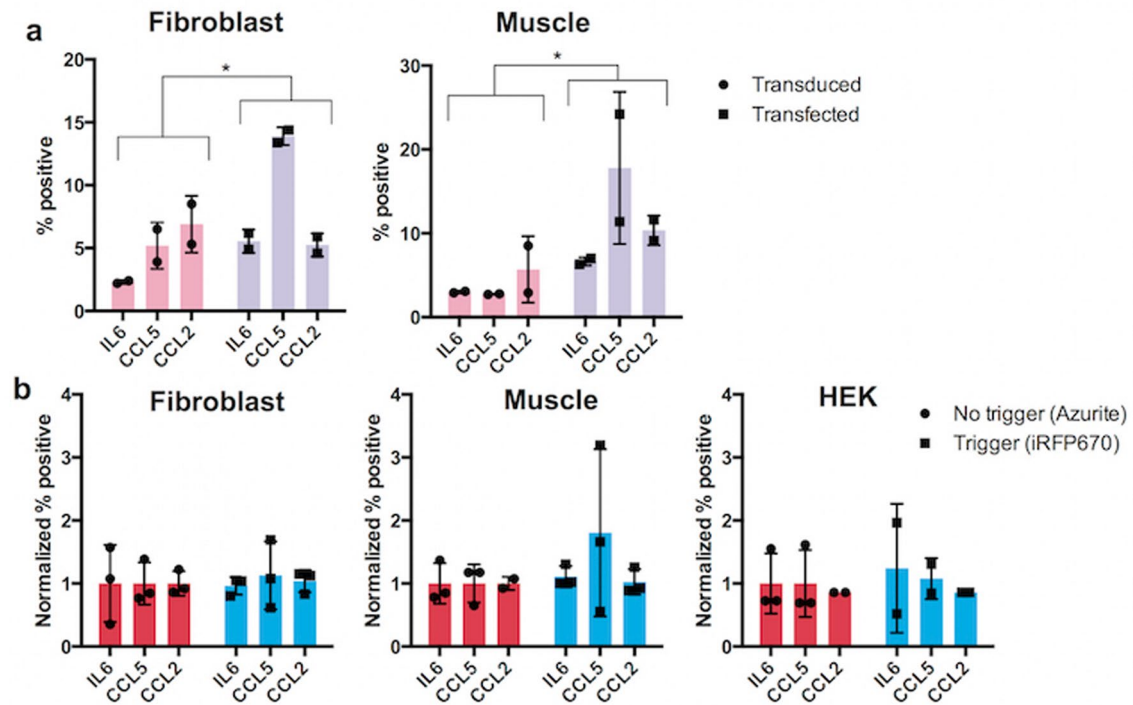 a
Fibroblast
Muscle
20
15
10
5
0
% positive
*
IL6
CCL5
CCL2
IL6
CCL5
CCL2
30
20
10
0
% positive
*
IL6
CCL5
CCL2
IL6
CCL5
CCL2
Transduced
Transfected
b
Fibroblast
4
3
2
1
0
Normalized % positive
IL6
CCL5
CCL2
IL6
CCL5
CCL2
Muscle
4
3
2
1
0
Normalized % positive
IL6
CCL5
CCL2
IL6
CCL5
CCL2
HEK
4
3
2
1
0
Normalized % positive
IL6
CCL5
CCL2
IL6
CCL5
CCL2
No trigger (Azurite)
Trigger (iRFP670)